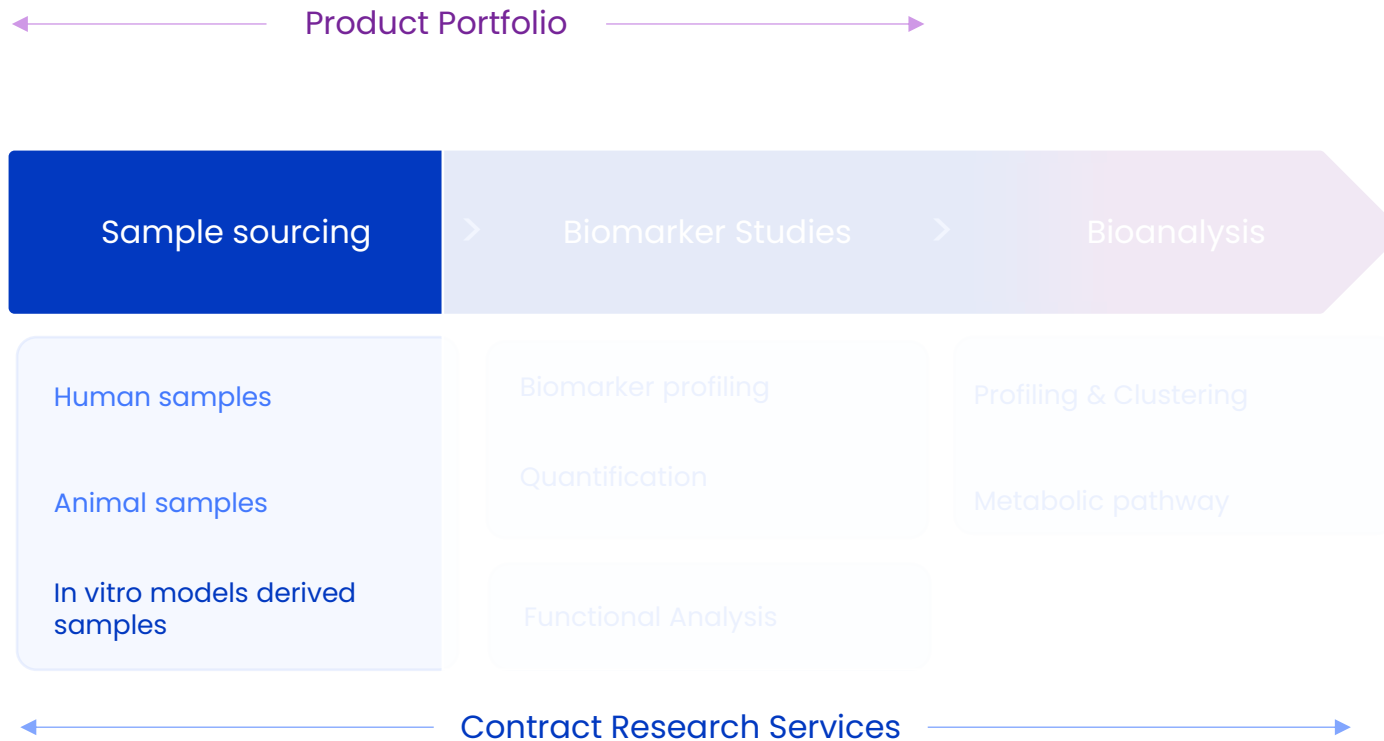 Product Portfolio
Sample sourcing > Biomarker Studies > Bioanalysis
Human samples
Animal samples
In vitro models derived
samples
Biomarker profiling
Quantification
Functional Analysis
Profiling & Clustering
Metabolic pathway
Contract Research Services